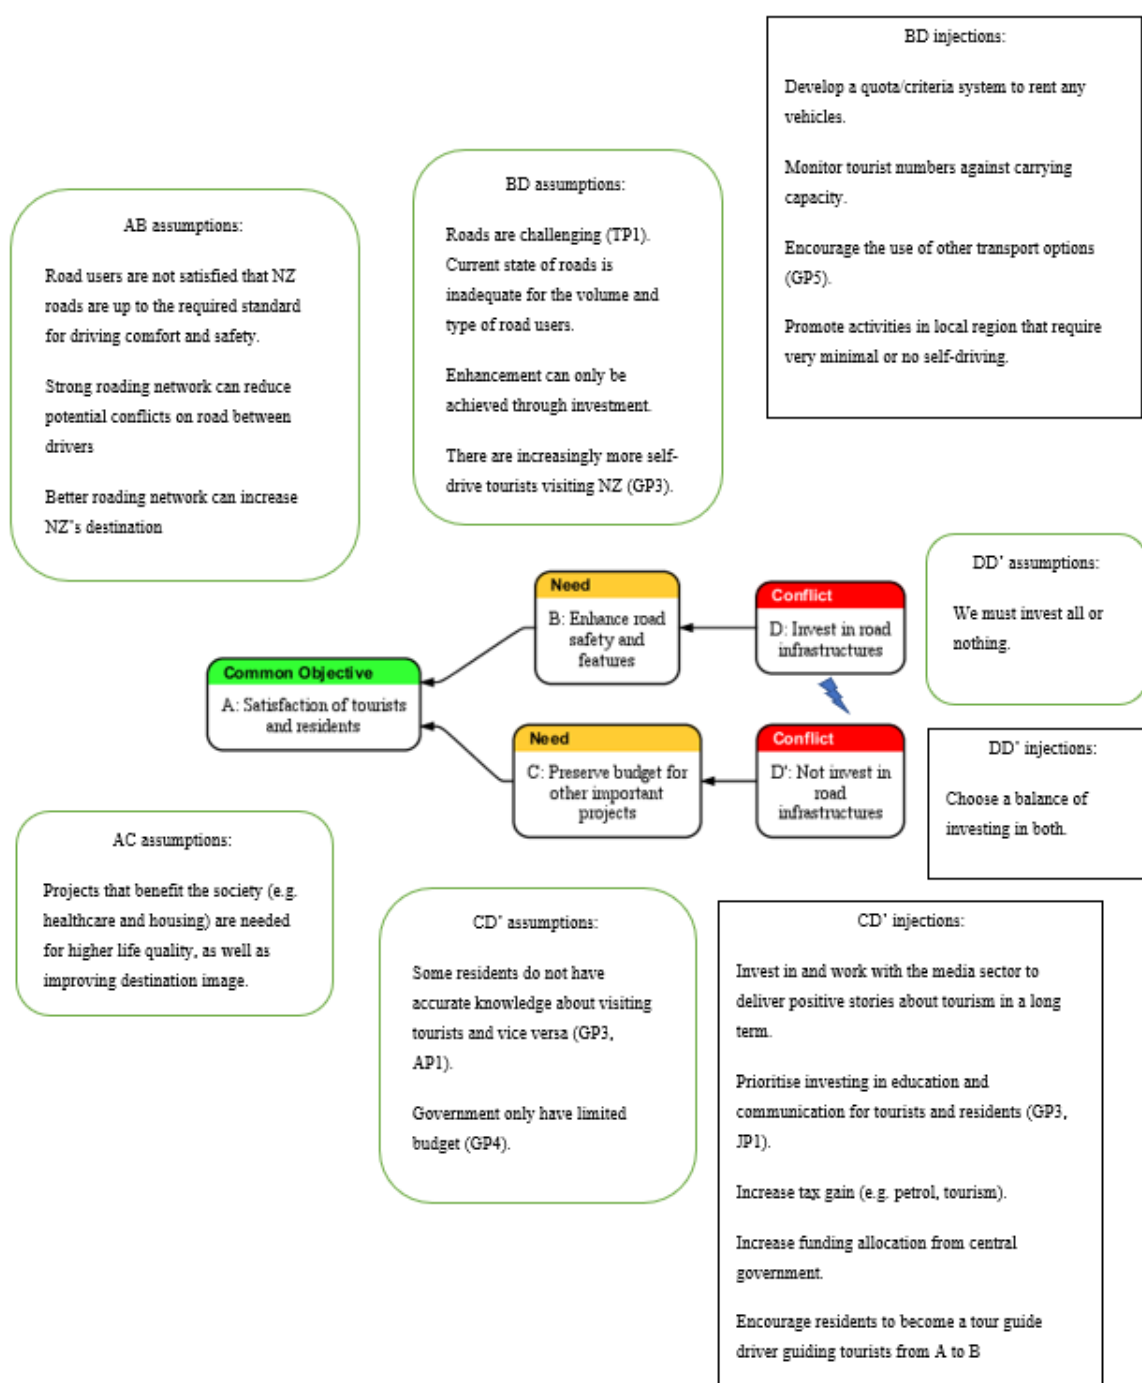 BD injections:
Develop a quota/criteria system to rent any
vehicles.
Monitor tourist numbers against carrying
capacity.
Encourage the use of other transport options
(GP5).
Promote activities in local region that require
very minimal or no self-driving.
BD assumptions:
Roads are challenging (TP1).
Current state of roads is
inadequate for the volume and
type of road users.
Enhancement can only be
achieved through investment.
There are increasingly more self-
drive tourists visiting NZ (GP3).
AB assumptions:
Road users are not satisfied that NZ
roads are up to the required standard
for driving comfort and safety.
Strong roading network can reduce
potential conflicts on road between
drivers
Better roading network can increase
NZ's destination
DD' assumptions:
We must invest all or
nothing.
Need
B: Enhance road
safety and
features
Conflict
D: Invest in road
infrastructures
Common Objective
A: Satisfaction of tourists
and residents
Need
C: Preserve budget for
other important
projects
Conflict
D': Not invest in
road
infrastructures
DD' injections:
Choose a balance of
investing in both.
AC assumptions:
Projects that benefit the society (e.g.
healthcare and housing) are needed
for higher life quality, as well as
improving destination image.
CD' assumptions:
Some residents do not have
accurate knowledge about visiting
tourists and vice versa (GP3,
AP1).
Government only have limited
budget (GP4).
CD' injections:
Invest in and work with the media sector to
deliver positive stories about tourism in a long
term.
Prioritise investing in education and
communication for tourists and residents (GP3,
JP1).
Increase tax gain (e.g. petrol, tourism).
Increase funding allocation from central
government.
Encourage residents to become a tour guide
driver guiding tourists from A to B